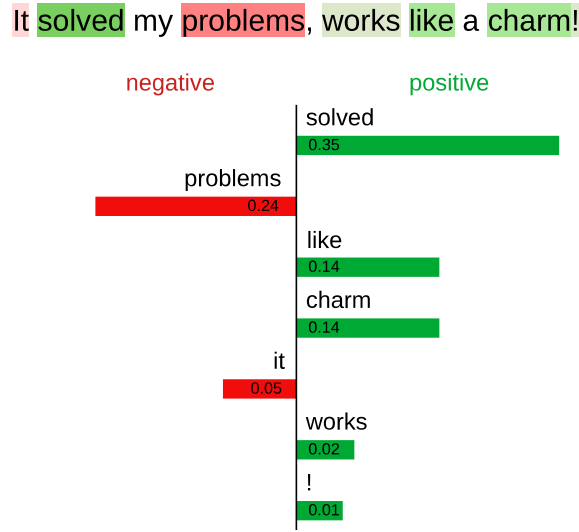 It solved my problems, works like a charm!
negative positive
solved
0.35
problems
0.24
like
0.14
charm
0.14
it
0.05
works
0.02
!
0.01